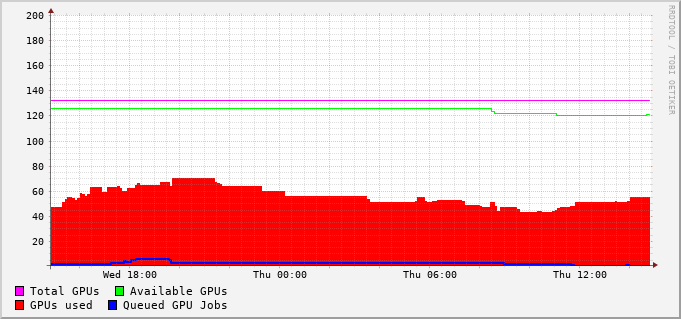 200
180
160
140
120
100
80
60
40
20
Wed 18:00 Thu 00:00 Thu 06:00 Thu 12:00
Total GPUs Available GPUs
GPUs used Queued GPU Jobs
RRDTOOL / TOBI OETIKER